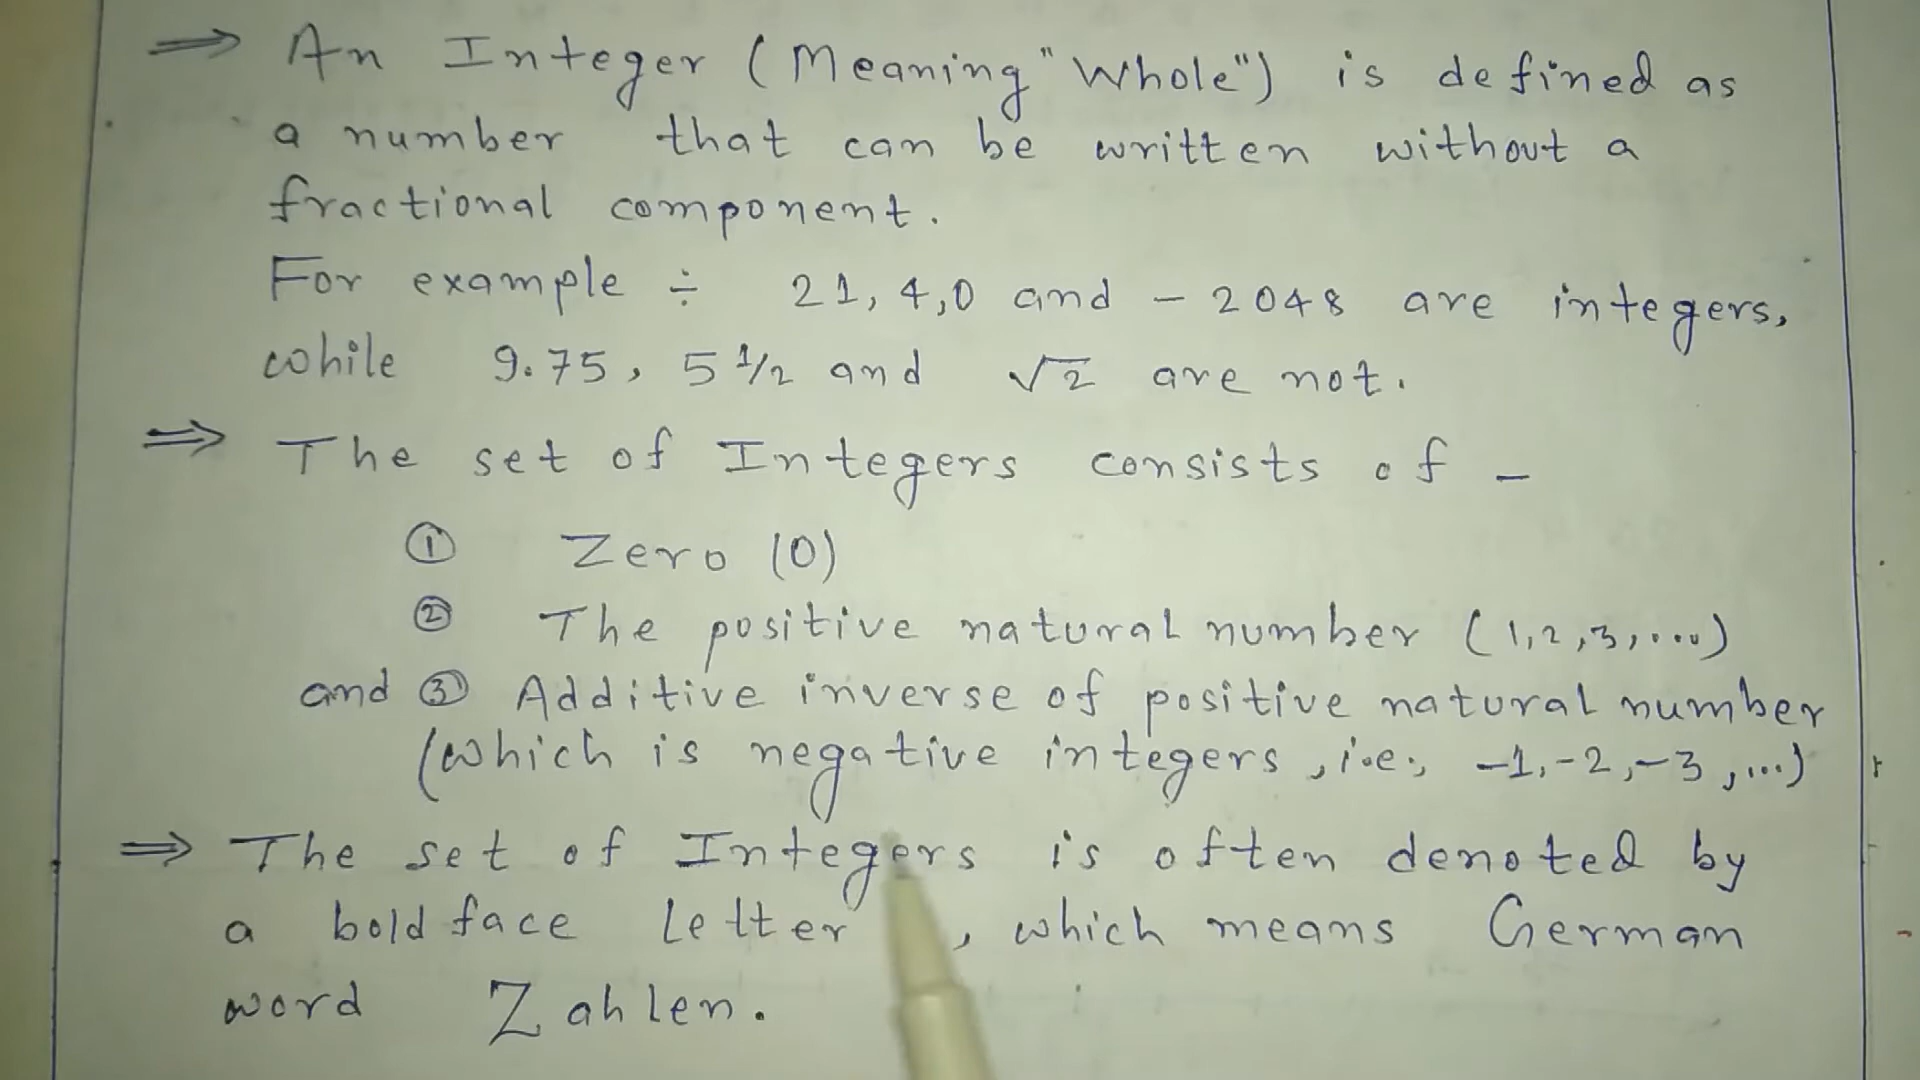 ⇒ An Integer (Meaning "Whole") is defined as
a number that can be written without a
fractional component.
For example ÷ 21, 4, 0 and - 2048 are integers,
while 9.75, 5 1/2 and √2 are not.
⇒ The set of Integers consists of -
① Zero (0)
② The positive natural number (1, 2, 3, ...)
and ③ Additive inverse of positive natural number
(which is negative integers, i.e., -1, -2, -3, ...)
⇒ The set of Integers is often denoted by
a bold face letter , which means German
word Zahlen.